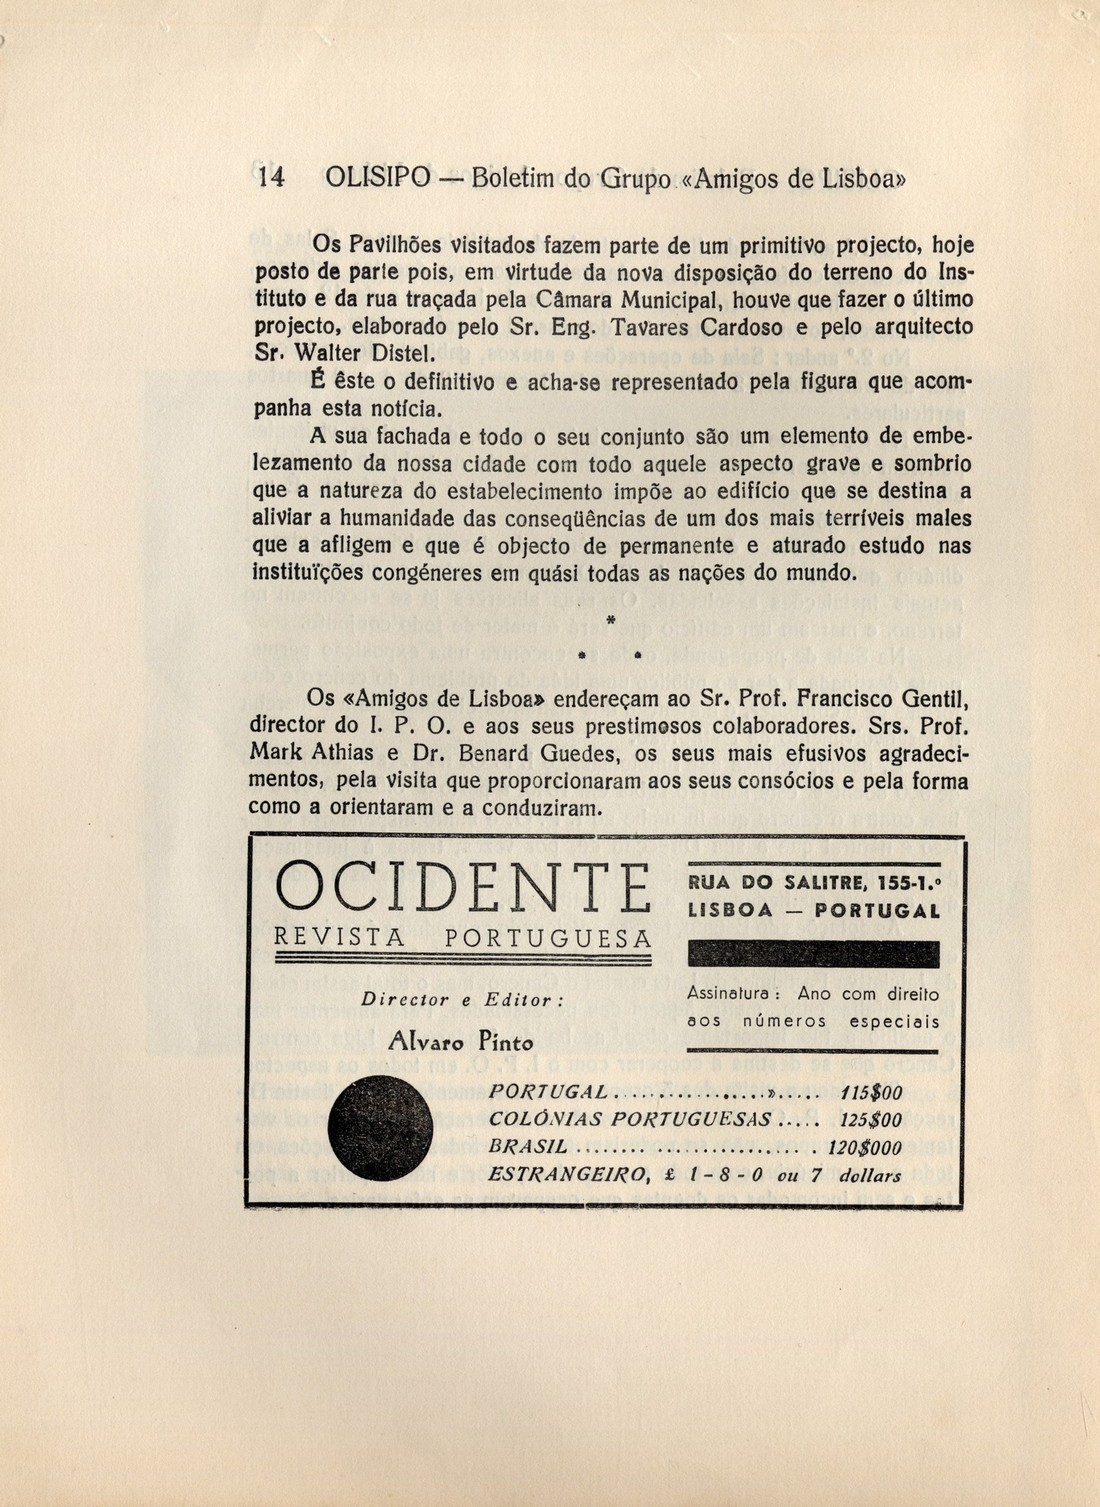 14 OLISIPO — Boletim do Grupo «Amigos de Lisboa»
Os Pavilhões visitados fazem parte de um primitivo projecto, hoje
posto de parte pois, em virtude da nova disposição do terreno do Ins-
tituto e da rua traçada pela Câmara Municipal, houve que fazer o último
projecto, elaborado pelo Sr. Eng. Tavares Cardoso e pelo arquitecto
Sr. Walter Distel.
É êste o definitivo e acha-se representado pela figura que acom-
panha esta notícia.
A sua fachada e todo o seu conjunto são um elemento de embe-
lezamento da nossa cidade com todo aquele aspecto grave e sombrio
que a natureza do estabelecimento impõe ao edifício que se destina a
aliviar a humanidade das conseqüências de um dos mais terríveis males
que a afligem e que é objecto de permanente e aturado estudo nas
instituïções congéneres em quási todas as nações do mundo.
*
* *
Os «Amigos de Lisboa» endereçam ao Sr. Prof. Francisco Gentil,
director do I. P. O. e aos seus prestimosos colaboradores. Srs. Prof.
Mark Athias e Dr. Benard Guedes, os seus mais efusivos agradeci-
mentos, pela visita que proporcionaram aos seus consócios e pela forma
como a orientaram e a conduziram.
OCIDENTE
REVISTA PORTUGUESA
Director e Editor:
Alvaro Pinto
RUA DO SALITRE, 155-1.º
LISBOA — PORTUGAL
Assinatura: Ano com direito
aos números especiais
PORTUGAL ....................».... 115$00
COLÓNIAS PORTUGUESAS ..... 125$00
BRASIL ........................ 120$000
ESTRANGEIRO, £ 1-8-0 ou 7 dollars